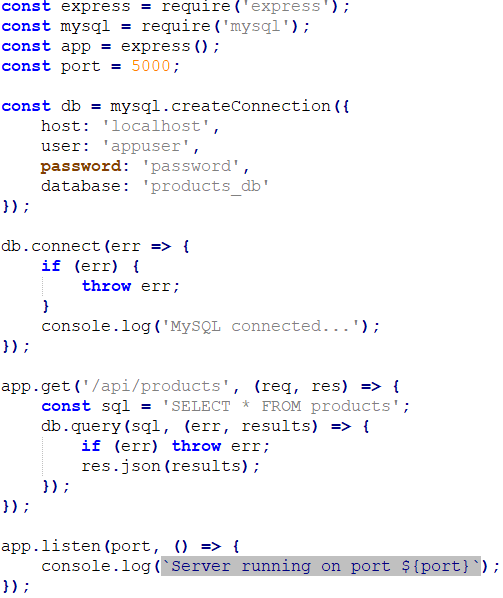 const express = require('express');
const mysql = require('mysql');
const app = express();
const port = 5000;

const db = mysql.createConnection({
    host: 'localhost',
    user: 'appuser',
    password: 'password',
    database: 'products_db'
});

db.connect(err => {
    if (err) {
        throw err;
    }
    console.log('MySQL connected...');
});

app.get('/api/products', (req, res) => {
    const sql = 'SELECT * FROM products';
    db.query(sql, (err, results) => {
        if (err) throw err;
        res.json(results);
    });
});

app.listen(port, () => {
    console.log(`Server running on port ${port}`);
});